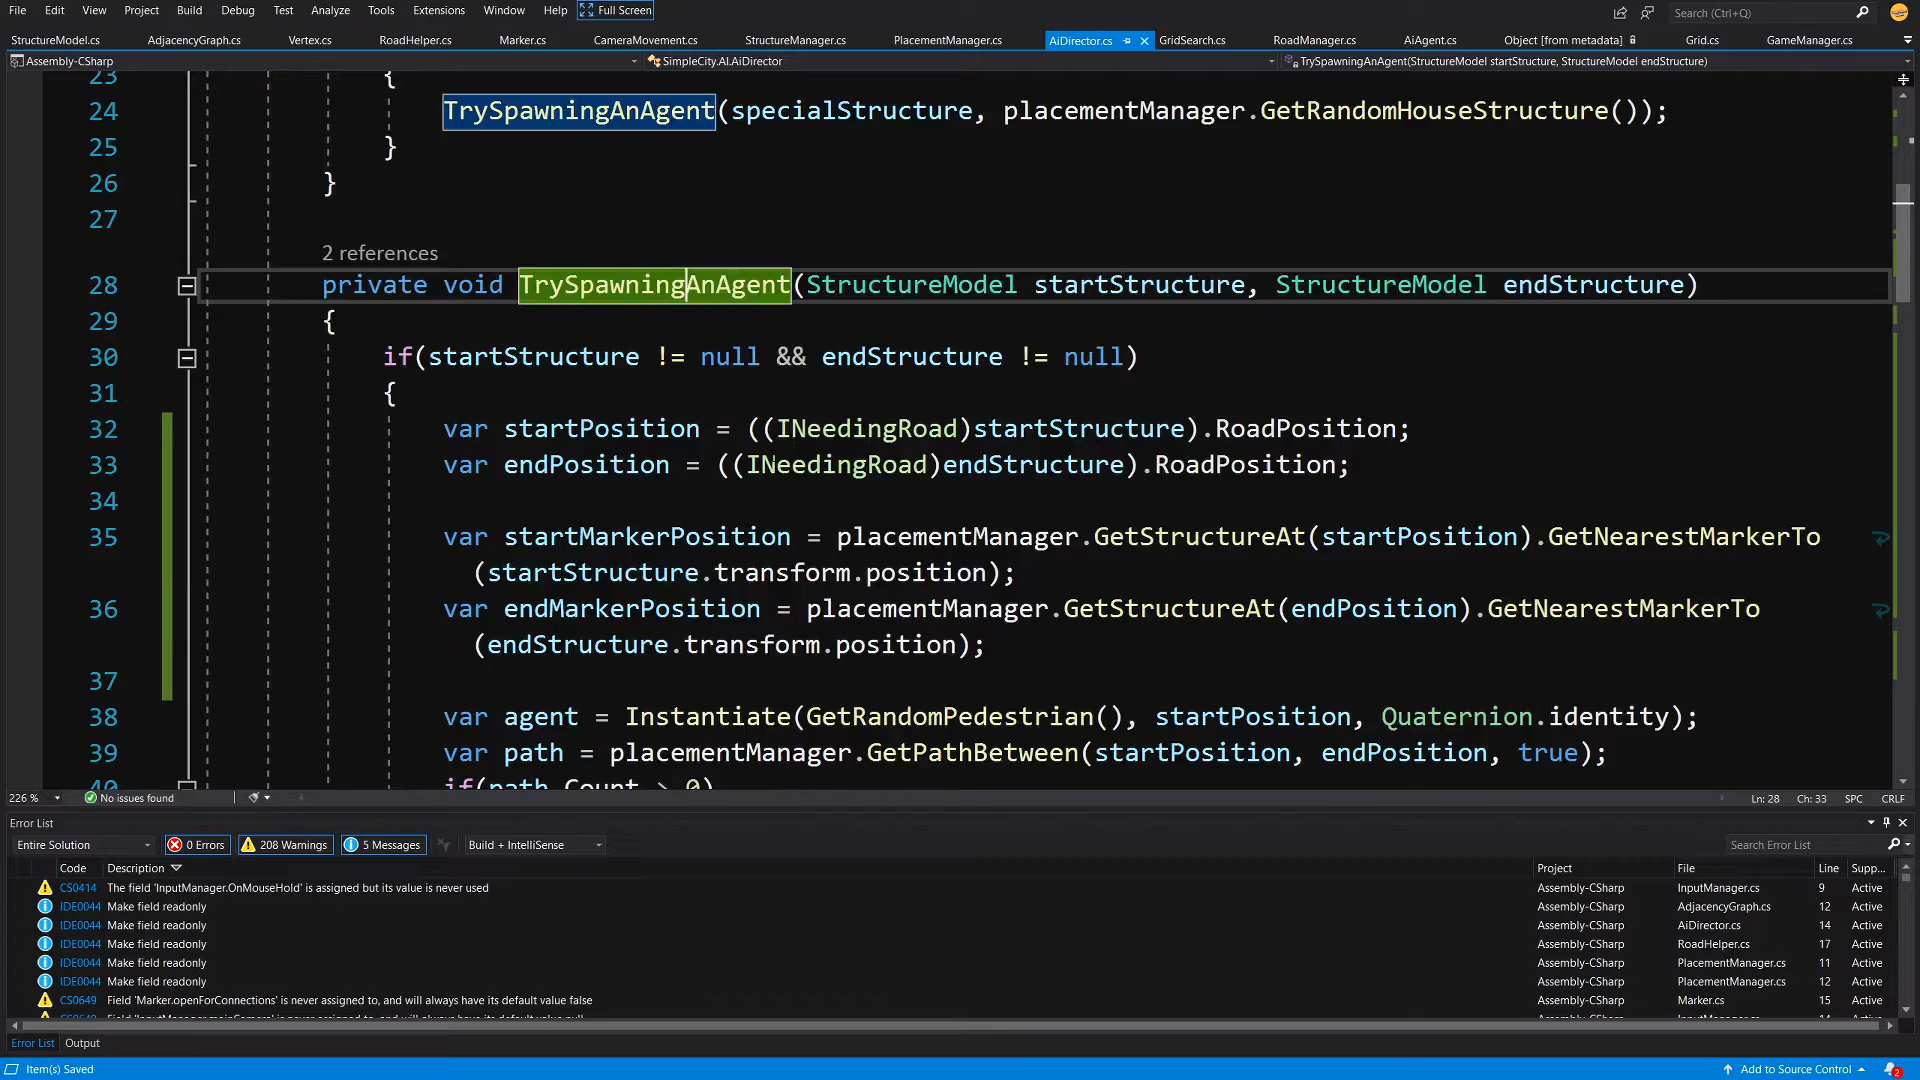 File Edit View Project Build Debug Test Analyze Tools Extensions Window Help Full Screen Search (Ctrl+Q)
StructureModel.cs AdjacencyGraph.cs Vertex.cs RoadHelper.cs Marker.cs CameraMovement.cs StructureManager.cs PlacementManager.cs AiDirector.cs GridSearch.cs RoadManager.cs AiAgent.cs Object [from metadata] Grid.cs GameManager.cs
Assembly-CSharp SimpleCity.AI.AiDirector TrySpawningAnAgent(StructureModel startStructure, StructureModel endStructure)
23 {
24 TrySpawningAnAgent(specialStructure, placementManager.GetRandomHouseStructure());
25 }
26 }
27
2 references
28 private void TrySpawningAnAgent(StructureModel startStructure, StructureModel endStructure)
29 {
30 if(startStructure != null && endStructure != null)
31 {
32 var startPosition = ((INeedingRoad)startStructure).RoadPosition;
33 var endPosition = ((INeedingRoad)endStructure).RoadPosition;
34
35 var startMarkerPosition = placementManager.GetStructureAt(startPosition).GetNearestMarkerTo
(startStructure.transform.position);
36 var endMarkerPosition = placementManager.GetStructureAt(endPosition).GetNearestMarkerTo
(endStructure.transform.position);
37
38 var agent = Instantiate(GetRandomPedestrian(), startPosition, Quaternion.identity);
39 var path = placementManager.GetPathBetween(startPosition, endPosition, true);
40 if(path.Count > 0)
226 % No issues found Ln: 28 Ch: 33 SPC CRLF
Error List
Entire Solution 0 Errors 208 Warnings 5 Messages Build + IntelliSense Search Error List
Code Description Project File Line Supp...
CS0414 The field 'InputManager.OnMouseHold' is assigned but its value is never used Assembly-CSharp InputManager.cs 9 Active
IDE0044 Make field readonly Assembly-CSharp AdjacencyGraph.cs 12 Active
IDE0044 Make field readonly Assembly-CSharp AiDirector.cs 14 Active
IDE0044 Make field readonly Assembly-CSharp RoadHelper.cs 17 Active
IDE0044 Make field readonly Assembly-CSharp PlacementManager.cs 11 Active
IDE0044 Make field readonly Assembly-CSharp PlacementManager.cs 12 Active
CS0649 Field 'Marker.openForConnections' is never assigned to, and will always have its default value false Assembly-CSharp Marker.cs 15 Active
Error List Output
Item(s) Saved Add to Source Control 2